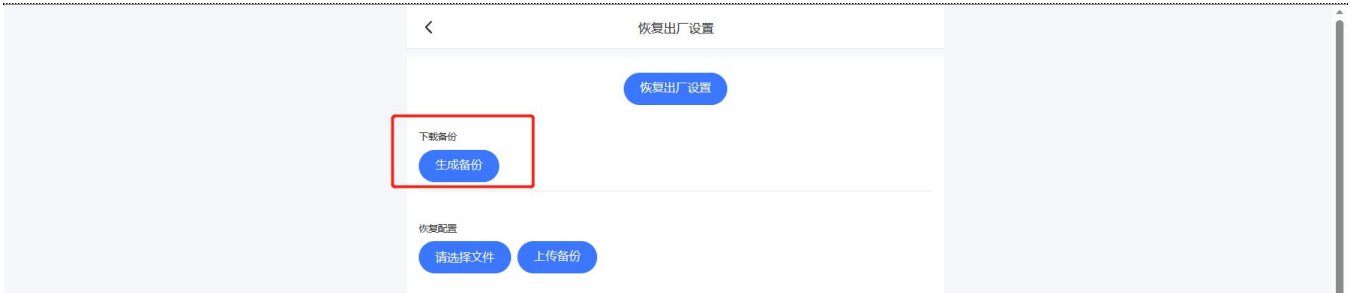 恢复出厂设置
恢复出厂设置
下载备份
生成备份
恢复配置
请选择文件 上传备份